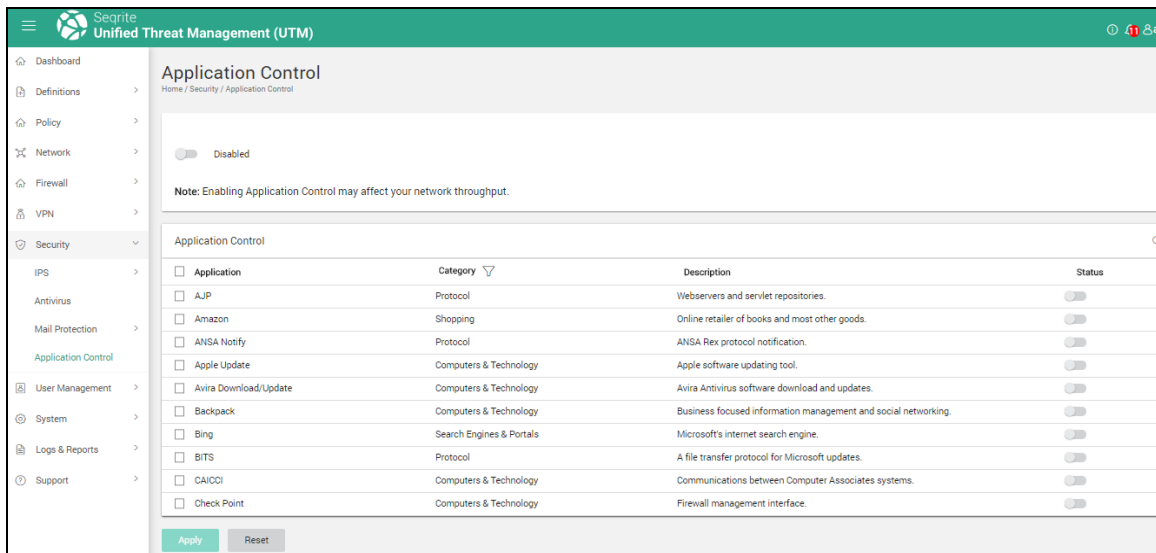 Seqrite
Unified Threat Management (UTM)
11
Dashboard
Definitions
Policy
Network
Firewall
VPN
Security
IPS
Antivirus
Mail Protection
Application Control
User Management
System
Logs & Reports
Support
Application Control
Home / Security / Application Control
Disabled
Note: Enabling Application Control may affect your network throughput.
Application Control
Application Category Description Status
AJP Protocol Webservers and servlet repositories.
Amazon Shopping Online retailer of books and most other goods.
ANSA Notify Protocol ANSA Rex protocol notification.
Apple Update Computers & Technology Apple software updating tool.
Avira Download/Update Computers & Technology Avira Antivirus software download and updates.
Backpack Computers & Technology Business focused information management and social networking.
Bing Search Engines & Portals Microsoft's internet search engine.
BITS Protocol A file transfer protocol for Microsoft updates.
CAICCI Computers & Technology Communications between Computer Associates systems.
Check Point Computers & Technology Firewall management interface.
Apply Reset